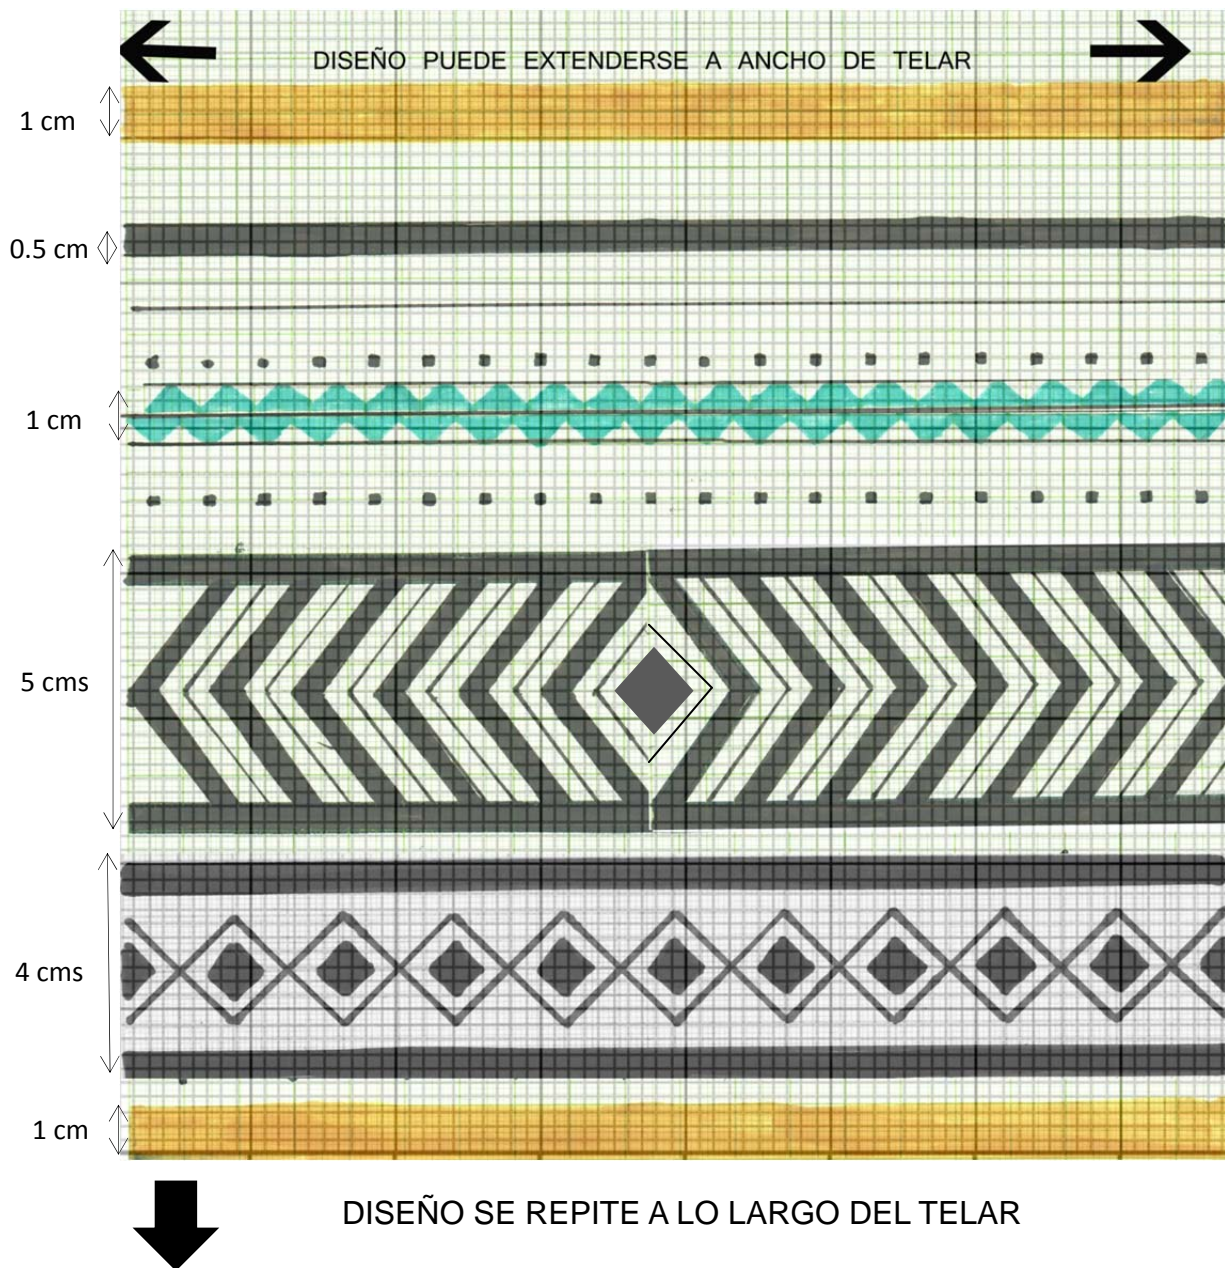 DISEÑO PUEDE EXTENDERSE A ANCHO DE TELAR
1 cm
0.5 cm
1 cm
5 cms
4 cms
1 cm
DISEÑO SE REPITE A LO LARGO DEL TELAR